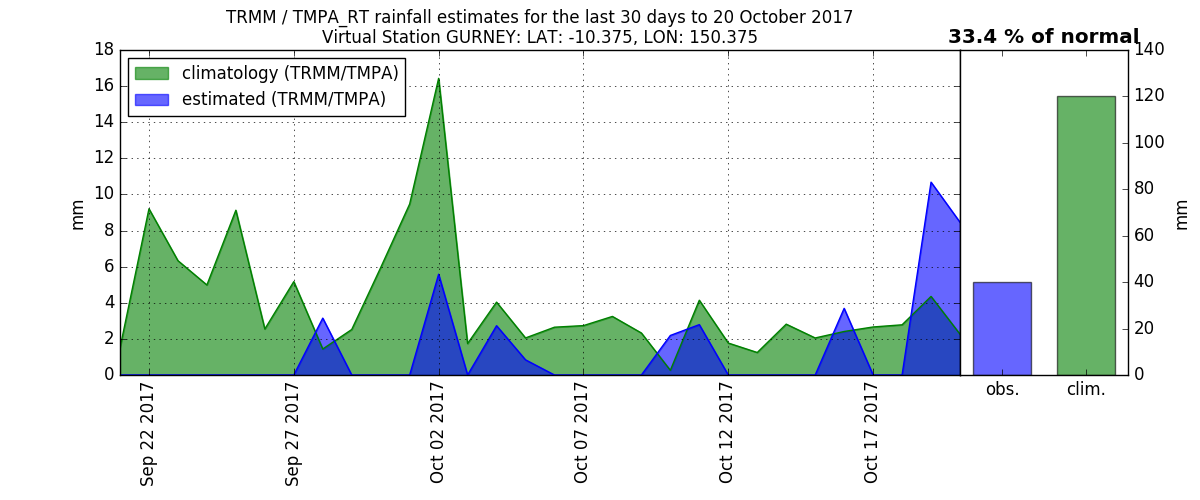 TRMM / TMPA_RT rainfall estimates for the last 30 days to 20 October 2017
Virtual Station GURNEY: LAT: -10.375, LON: 150.375
33.4 % of normal
climatology (TRMM/TMPA)
estimated (TRMM/TMPA)
mm
18
16
14
12
10
8
6
4
2
0
Sep 22 2017
Sep 27 2017
Oct 02 2017
Oct 07 2017
Oct 12 2017
Oct 17 2017
obs.
clim.
140
120
100
80
60
40
20
0
mm